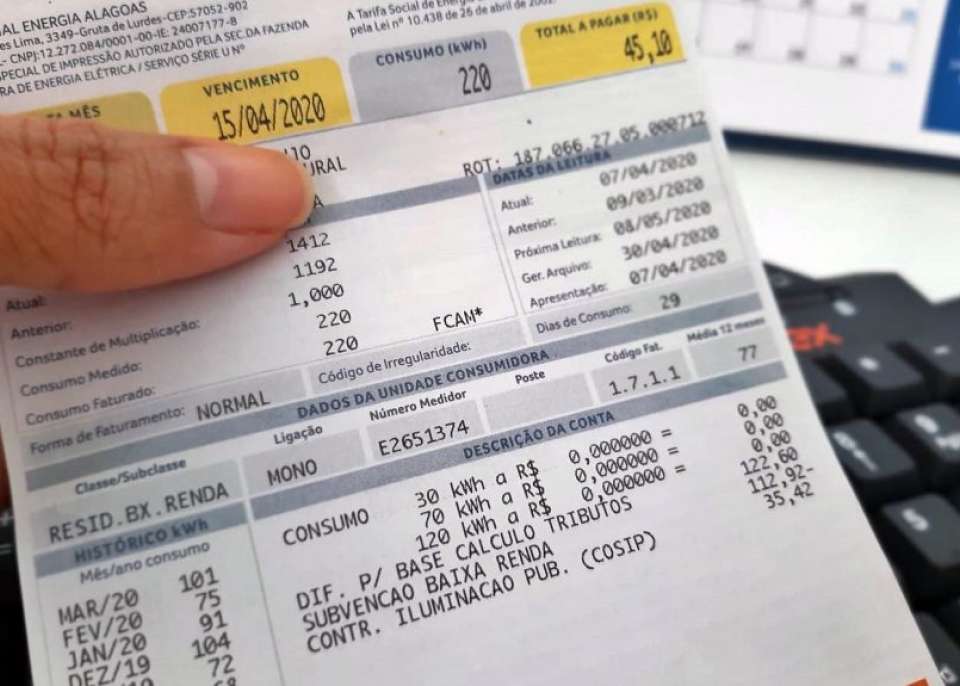 AL ENERGIA ALAGOAS
es Lima, 3349-Gruta de Lurdes-CEP:57052-902
- CNPJ:12.272.084/0001-00-IE: 24007177-8
SPECIAL DE IMPRESSÃO AUTORIZADO PELA SEC.DA FAZENDA
RA DE ENERGIA ELÉTRICA / SERVIÇO SÉRIE U Nº
A Tarifa Social de
pela Lei nº 10.438 de 26 de abril de 2002
MÊS
VENCIMENTO
15/04/2020
CONSUMO (kWh)
220
TOTAL A PAGAR (R$)
45,10
URAL
ROT: 187.066.27.05.000712
DATAS DA LEITURA
Atual: 07/04/2020
Anterior: 09/03/2020
Próxima Leitura: 08/05/2020
Ger. Arquivo: 30/04/2020
Apresentação: 07/04/2020
Dias de Consumo: 29
Atual: 1412
Anterior: 1192
Constante de Multiplicação: 1,000
Consumo Medido: 220
Consumo Faturado: 220 FCAM*
Forma de Faturamento: NORMAL
Código de Irregularidade:
DADOS DA UNIDADE CONSUMIDORA
Classe/Subclasse Ligação Número Medidor Poste Código Fat. Média 12 meses
RESID.BX.RENDA MONO E2651374 1.7.1.1 77
HISTÓRICO kWh
Mês/ano consumo
MAR/20 101
FEV/20 75
JAN/20 91
DEZ/19 104
72
DESCRIÇÃO DA CONTA
CONSUMO 30 kWh a R$ 0,000000 = 0,00
70 kWh a R$ 0,000000 = 0,00
120 kWh a R$ 0,000000 = 0,00
DIF. P/ BASE CALCULO TRIBUTOS 122,60
SUBVENCAO BAIXA RENDA 112,92-
CONTR. ILUMINACAO PUB. (COSIP) 35,42